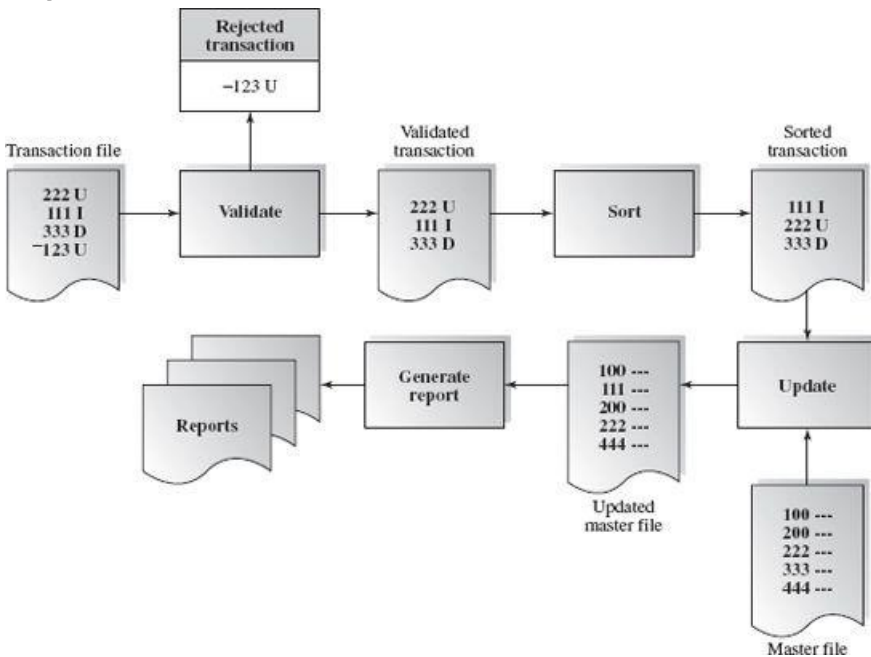 Rejected
transaction
−123 U
Transaction file
222 U
111 I
333 D
−123 U
Validate
Validated
transaction
222 U
111 I
333 D
Sort
Sorted
transaction
111 I
222 U
333 D
Reports
Generate
report
100 ---
111 ---
200 ---
222 ---
444 ---
Updated
master file
Update
100 ---
200 ---
222 ---
333 ---
444 ---
Master file